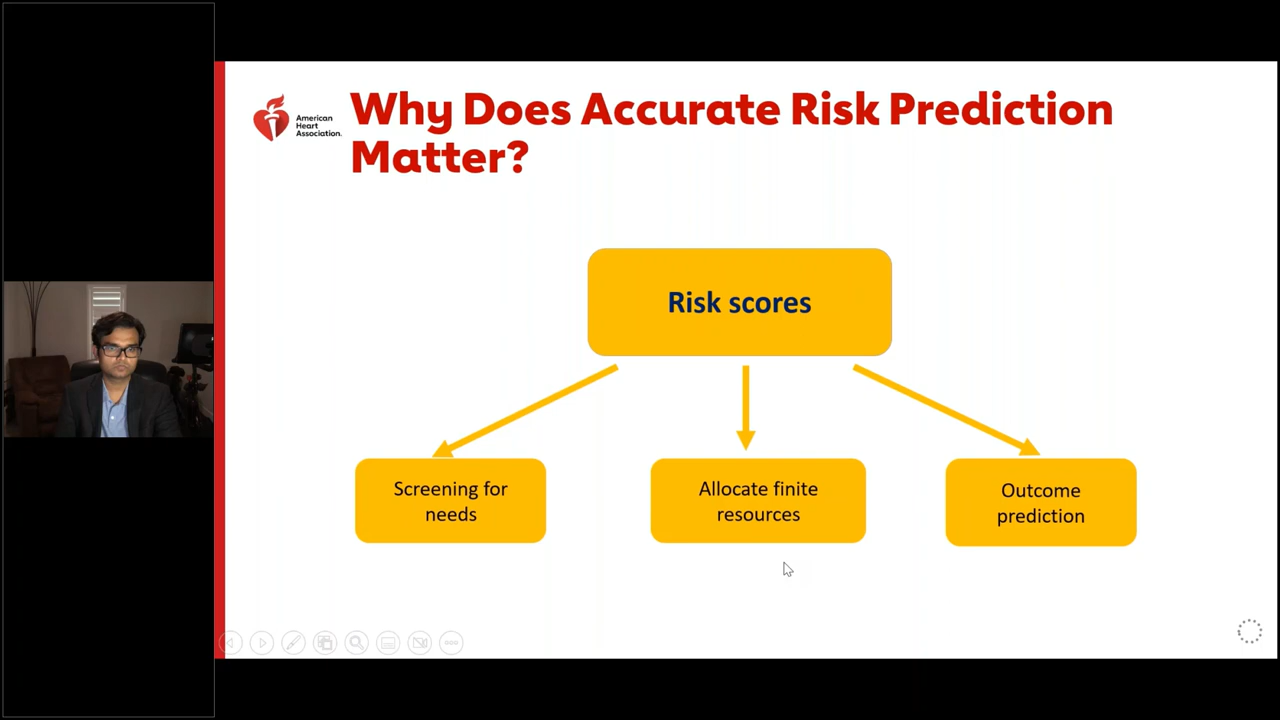 American
Heart
Association.
Why Does Accurate Risk Prediction
Matter?
Risk scores
Screening for
needs
Allocate finite
resources
Outcome
prediction